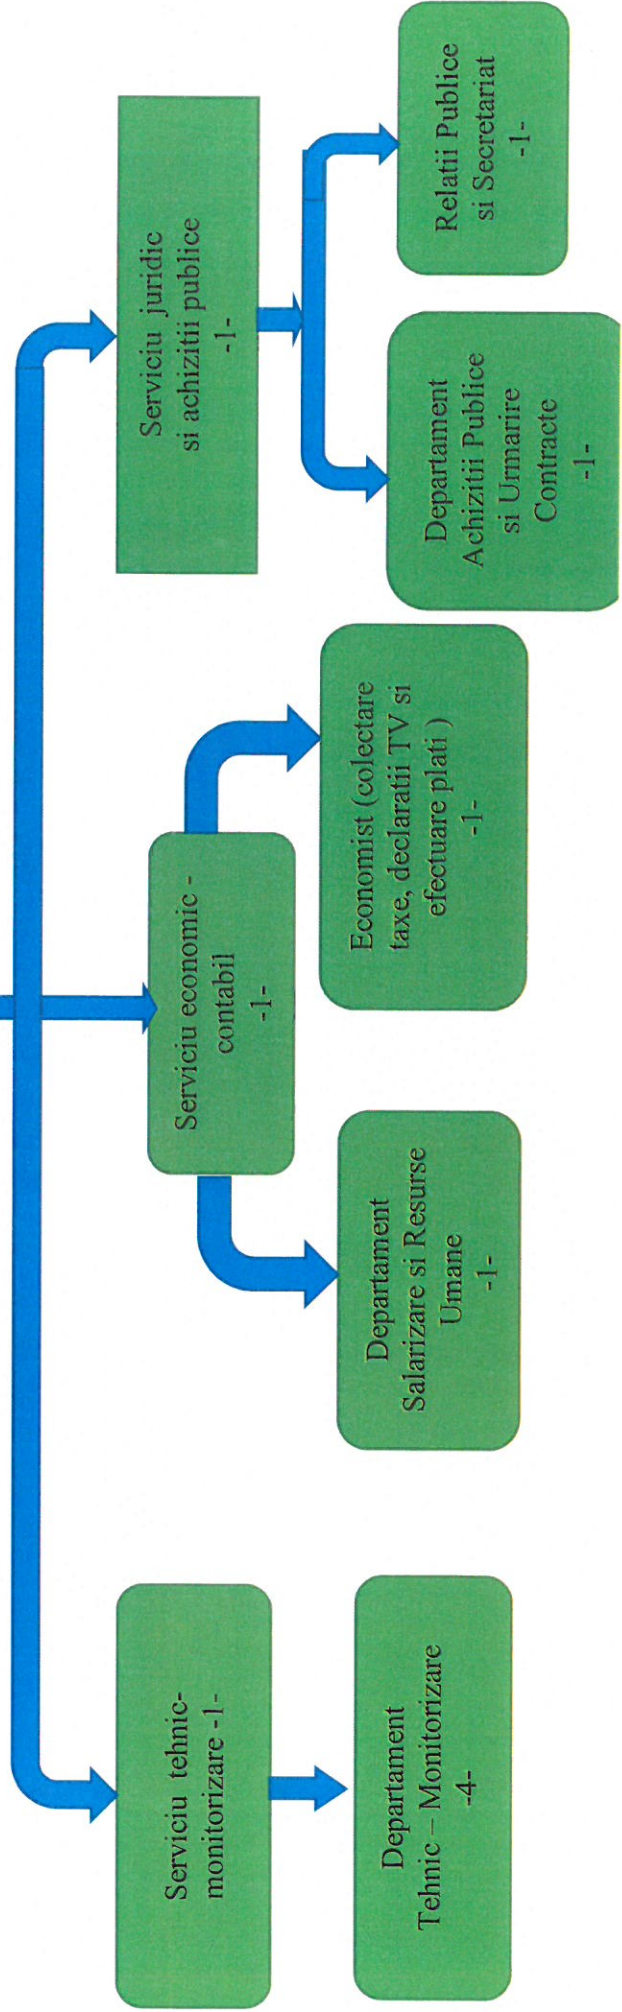 Serviciu tehnic-
monitorizare -1-
Serviciu economic -
contabil
-1-
Serviciu juridic
si achizitii publice
-1-
Departament
Tehnic – Monitorizare
-4-
Departament
Salarizare si Resurse
Umane
-1-
Economist (colectare
taxe, declaratii TV si
efectuare plati )
-1-
Departament
Achizitii Publice
si Urmarire
Contracte
-1-
Relatii Publice
si Secretariat
-1-